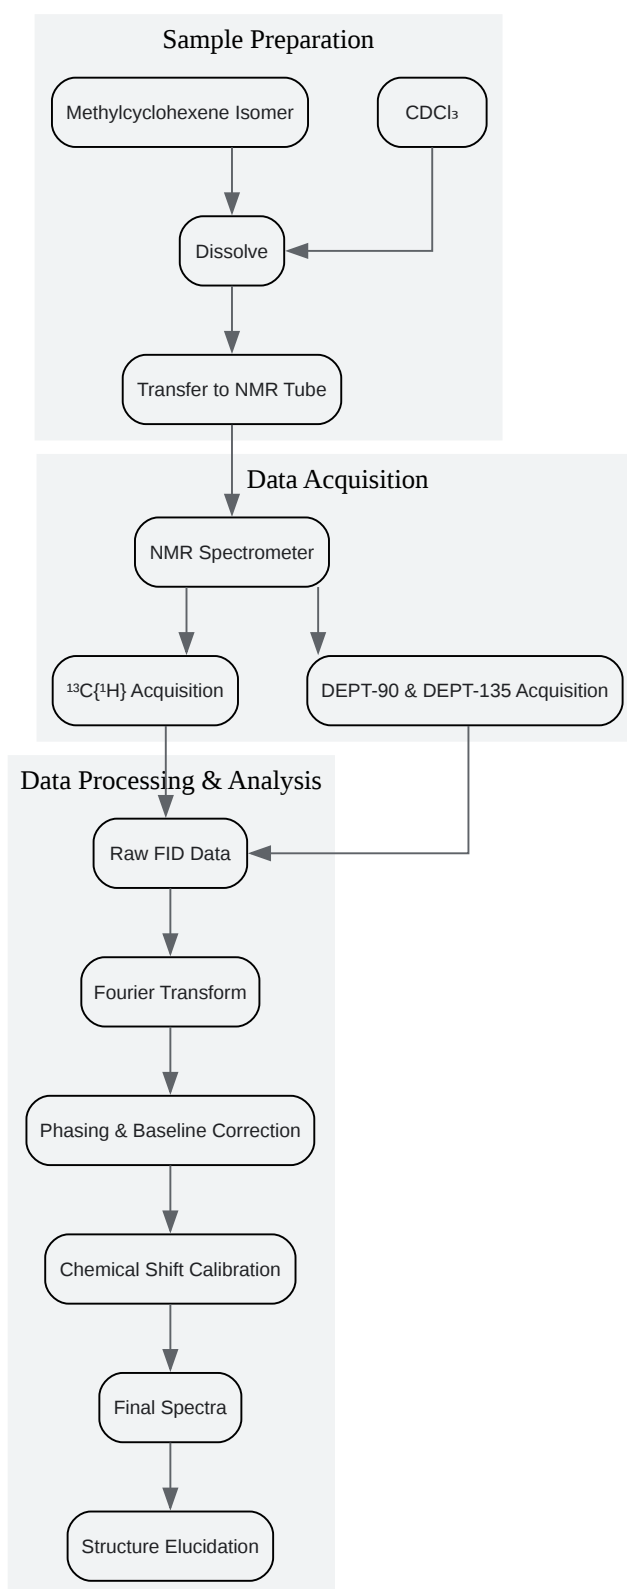 Sample Preparation
Methylcyclohexene Isomer
CDCl₃
Dissolve
Transfer to NMR Tube
Data Acquisition
NMR Spectrometer
¹³C{¹H} Acquisition
DEPT-90 & DEPT-135 Acquisition
Data Processing & Analysis
Raw FID Data
Fourier Transform
Phasing & Baseline Correction
Chemical Shift Calibration
Final Spectra
Structure Elucidation